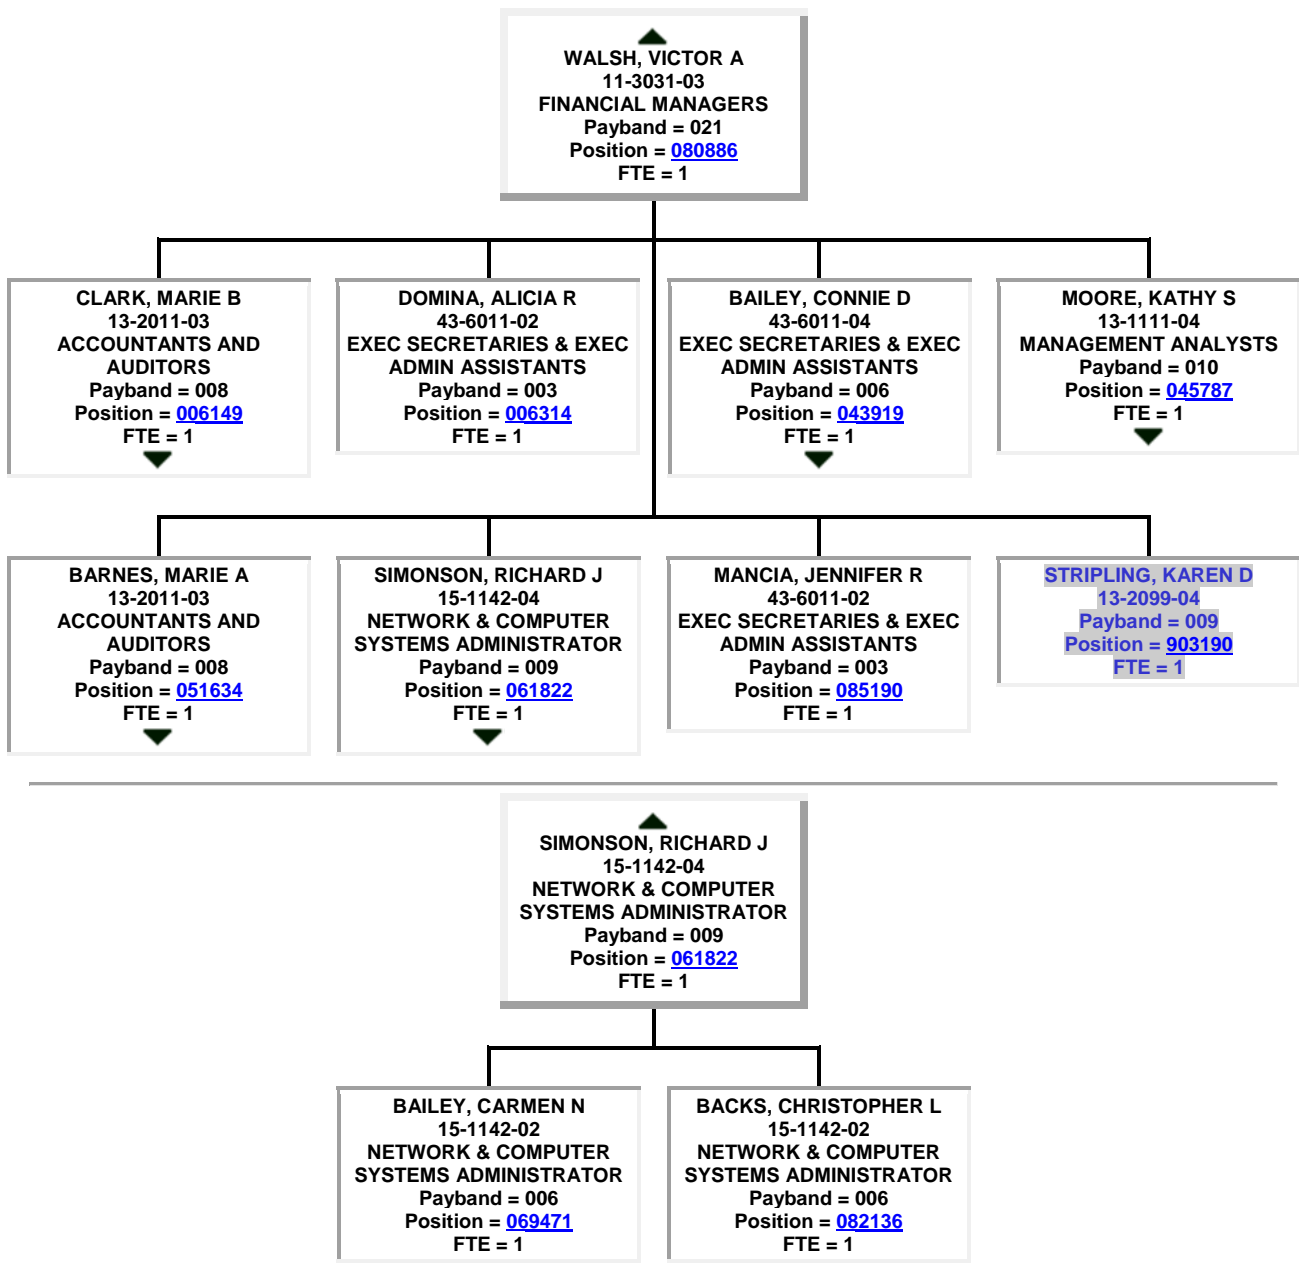 WALSH, VICTOR A
11-3031-03
FINANCIAL MANAGERS
Payband = 021
Position = 080886
FTE = 1
CLARK, MARIE B
13-2011-03
ACCOUNTANTS AND
AUDITORS
Payband = 008
Position = 006149
FTE = 1
DOMINA, ALICIA R
43-6011-02
EXEC SECRETARIES & EXEC
ADMIN ASSISTANTS
Payband = 003
Position = 006314
FTE = 1
BAILEY, CONNIE D
43-6011-04
EXEC SECRETARIES & EXEC
ADMIN ASSISTANTS
Payband = 006
Position = 043919
FTE = 1
MOORE, KATHY S
13-1111-04
MANAGEMENT ANALYSTS
Payband = 010
Position = 045787
FTE = 1
BARNES, MARIE A
13-2011-03
ACCOUNTANTS AND
AUDITORS
Payband = 008
Position = 051634
FTE = 1
SIMONSON, RICHARD J
15-1142-04
NETWORK & COMPUTER
SYSTEMS ADMINISTRATOR
Payband = 009
Position = 061822
FTE = 1
MANCIA, JENNIFER R
43-6011-02
EXEC SECRETARIES & EXEC
ADMIN ASSISTANTS
Payband = 003
Position = 085190
FTE = 1
STRIPLING, KAREN D
13-2099-04
Payband = 009
Position = 903190
FTE = 1
SIMONSON, RICHARD J
15-1142-04
NETWORK & COMPUTER
SYSTEMS ADMINISTRATOR
Payband = 009
Position = 061822
FTE = 1
BAILEY, CARMEN N
15-1142-02
NETWORK & COMPUTER
SYSTEMS ADMINISTRATOR
Payband = 006
Position = 069471
FTE = 1
BACKS, CHRISTOPHER L
15-1142-02
NETWORK & COMPUTER
SYSTEMS ADMINISTRATOR
Payband = 006
Position = 082136
FTE = 1